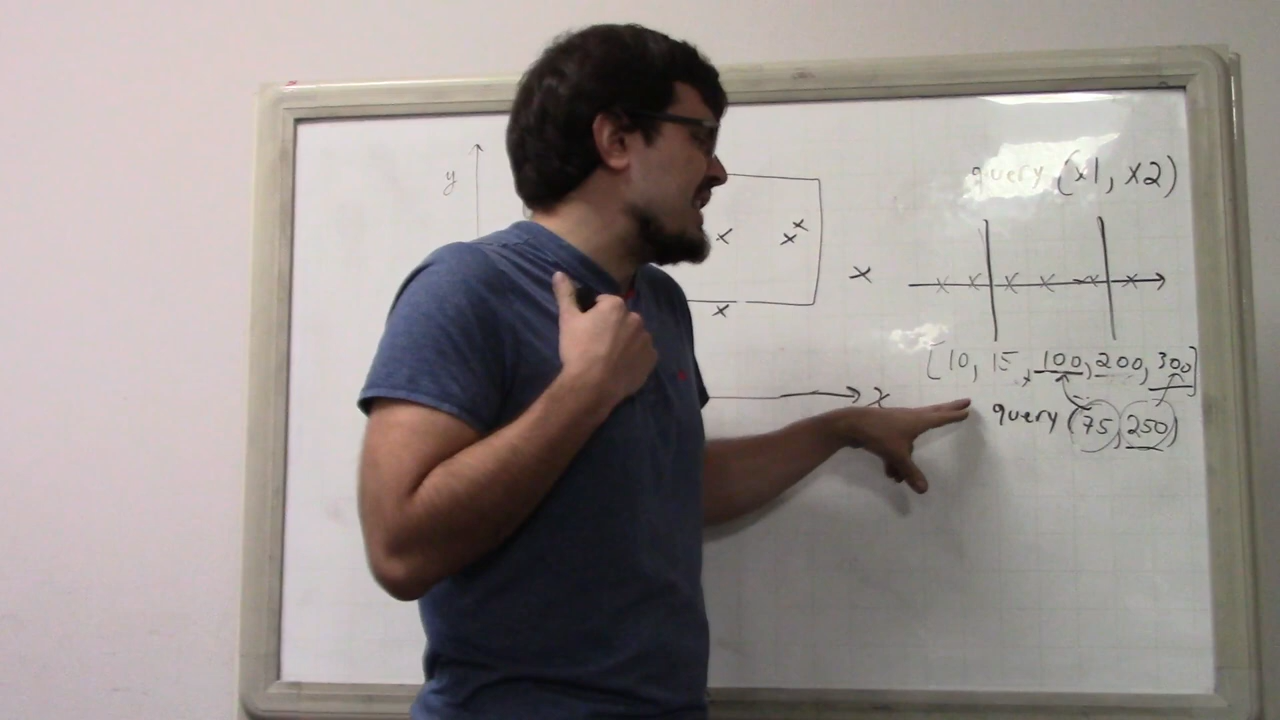 query (x1, x2)
y
[10, 15, 100, 200, 300]
x
query (75, 250)